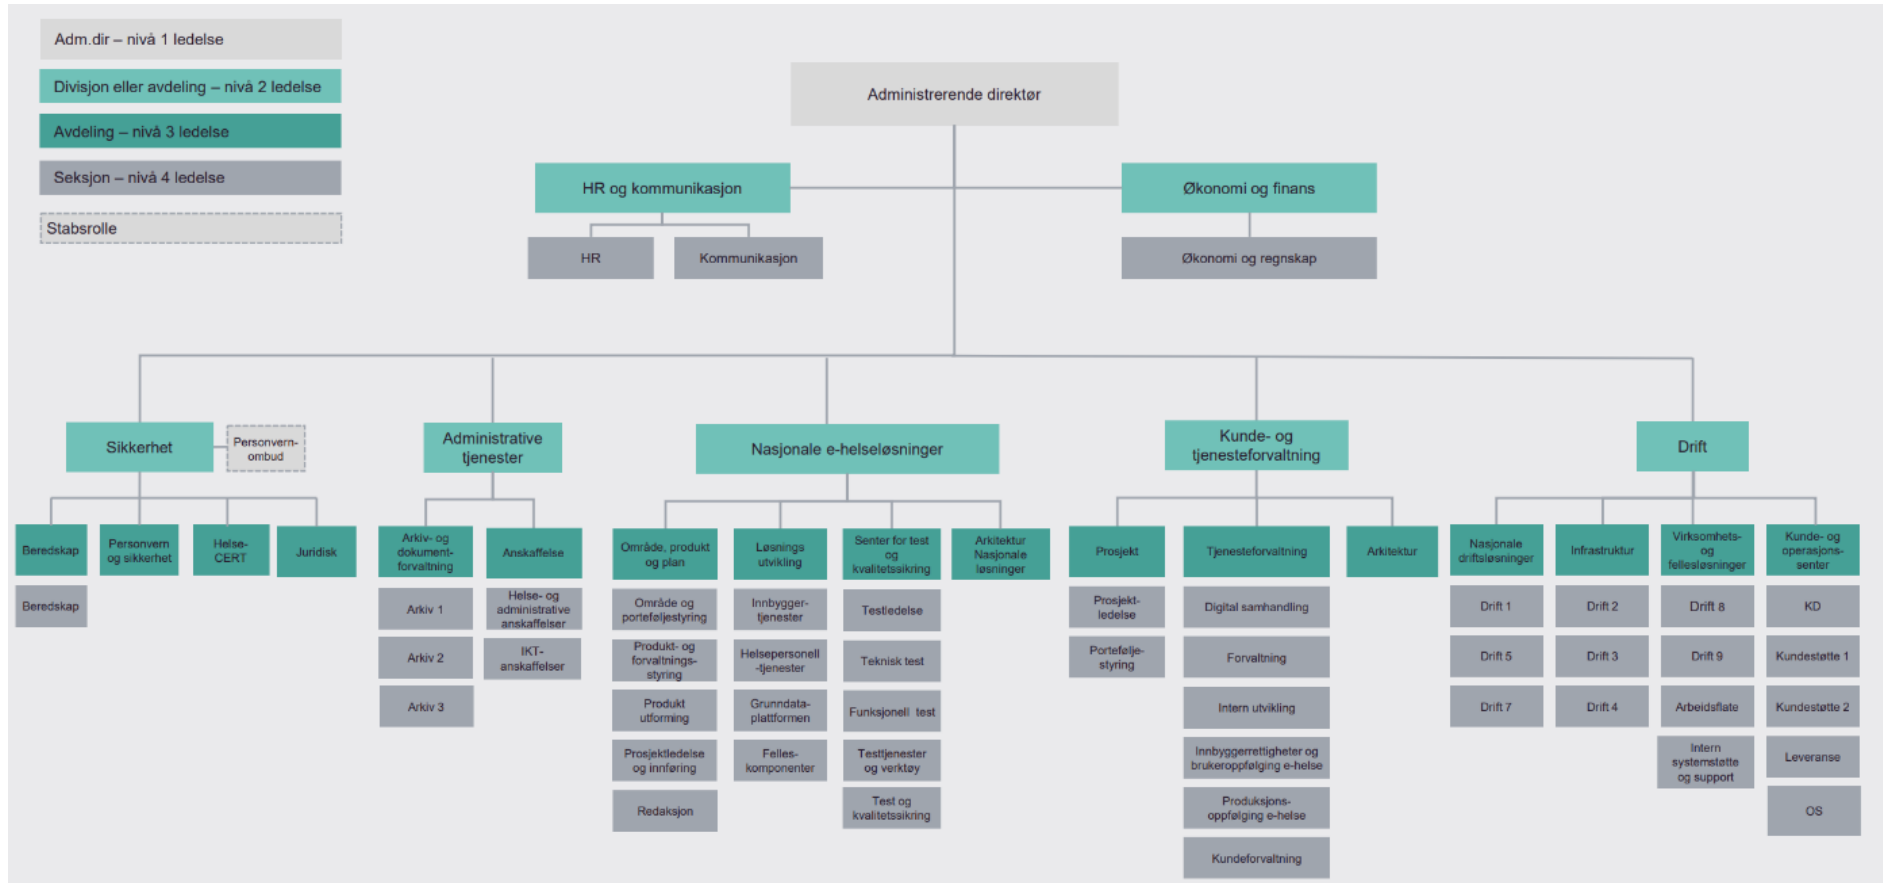 Adm.dir – nivå 1 ledelse
Divisjon eller avdeling – nivå 2 ledelse
Avdeling – nivå 3 ledelse
Seksjon – nivå 4 ledelse
Stabsrolle
Administrerende direktør
HR og kommunikasjon
Økonomi og finans
HR
Kommunikasjon
Økonomi og regnskap
Sikkerhet
Personvern-
ombud
Beredskap
Personvern
og sikkerhet
Helse-
CERT
Juridisk
Beredskap
Administrative
tjenester
Arkiv- og
dokument-
forvaltning
Anskaffelse
Arkiv 1
Arkiv 2
Arkiv 3
Helse- og
administrative
anskaffelser
IKT-
anskaffelser
Nasjonale e-helseløsninger
Område, produkt
og plan
Løsnings
utvikling
Senter for test
og
kvalitetssikring
Arkitektur
Nasjonale
løsninger
Område og
porteføljestyring
Produkt- og
forvaltnings-
styring
Produkt
utforming
Prosjektledelse
og innføring
Redaksjon
Innbygger-
tjenester
Helsepersonell
-tjenester
Grunndata-
plattformen
Felles-
komponenter
Testledelse
Teknisk test
Funksjonell test
Testtjenester
og verktøy
Test og
kvalitetssikring
Kunde- og
tjenesteforvaltning
Prosjekt
Tjenesteforvaltning
Arkitektur
Prosjekt-
ledelse
Portefølje-
styring
Digital samhandling
Forvaltning
Intern utvikling
Innbyggerrettigheter og
brukeroppfølging e-helse
Produksjons-
oppfølging e-helse
Kundeforvaltning
Drift
Nasjonale
driftsløsninger
Infrastruktur
Virksomhets-
og
fellesløsninger
Kunde- og
operasjons-
senter
Drift 1
Drift 5
Drift 7
Drift 2
Drift 3
Drift 4
Drift 8
Drift 9
Arbeidsflate
Intern
systemstøtte
og support
KD
Kundestøtte 1
Kundestøtte 2
Leveranse
OS